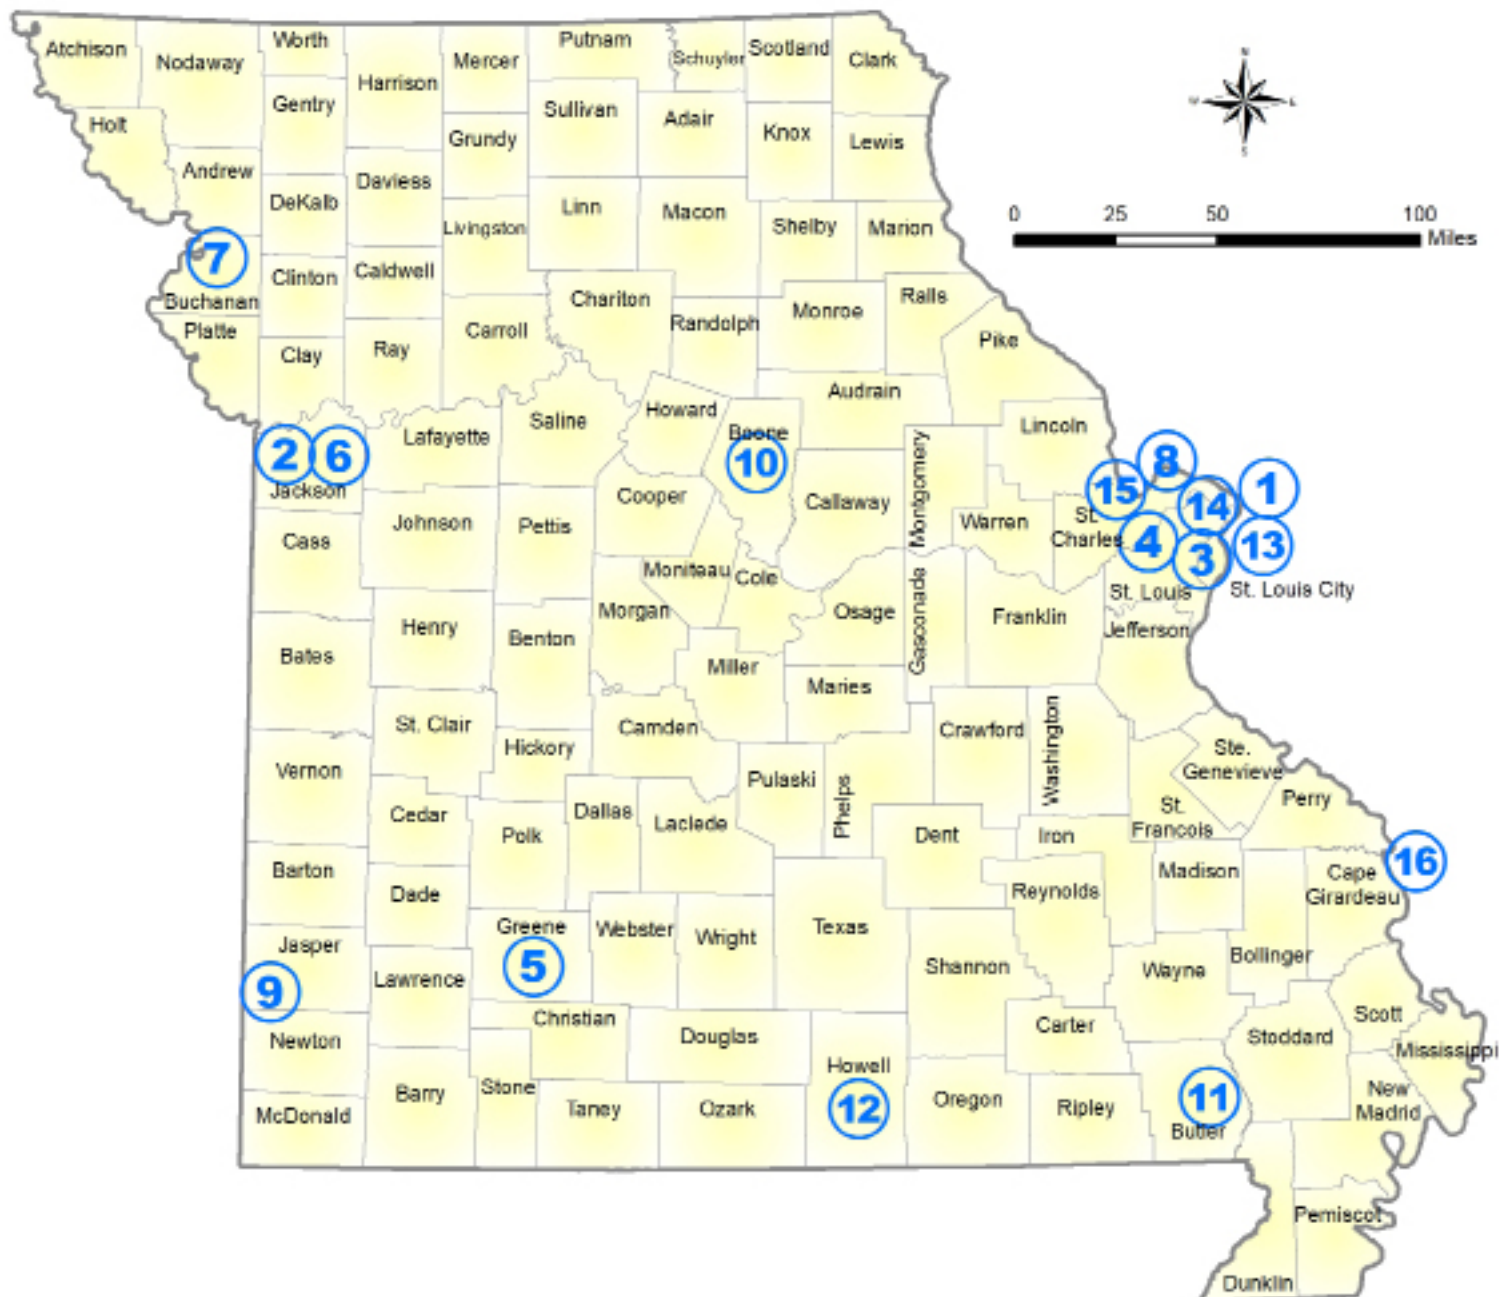 Atchison
Nodaway
Worth
Harrison
Mercer
Putnam
Schuyler
Scotland
Clark
N
W
E
S
Holt
Gentry
Grundy
Sullivan
Adair
Knox
Lewis
Andrew
DeKalb
Daviess
Livingston
Linn
Macon
Shelby
Marion
0 25 50 100
Miles
7
Buchanan
Clinton
Caldwell
Chariton
Randolph
Monroe
Ralls
Pike
Platte
Clay
Ray
Carroll
Audrain
Howard
Saline
Lafayette
Boone
Lincoln
2
6
Jackson
10
8
15
14
1
4
3
13
Cooper
Callaway
Montgomery
Warren
St.
Charles
Johnson
Pettis
Cass
Moniteau
Cole
St. Louis
St. Louis City
Morgan
Osage
Gasconade
Franklin
Jefferson
Henry
Benton
Bates
Miller
Maries
St. Clair
Hickory
Camden
Crawford
Washington
Ste.
Genevieve
Vernon
Pulaski
Phelps
Perry
St.
Francois
Cedar
Polk
Dallas
Laclede
Dent
Iron
16
Barton
Dade
Reynolds
Madison
Cape
Girardeau
Greene
5
Webster
Wright
Texas
Jasper
9
Lawrence
Shannon
Wayne
Bollinger
Christian
Newton
Douglas
Howell
12
Carter
Stoddard
Scott
Mississippi
McDonald
Barry
Stone
Taney
Ozark
Oregon
Ripley
11
Butler
New
Madrid
Pemiscot
Dunklin